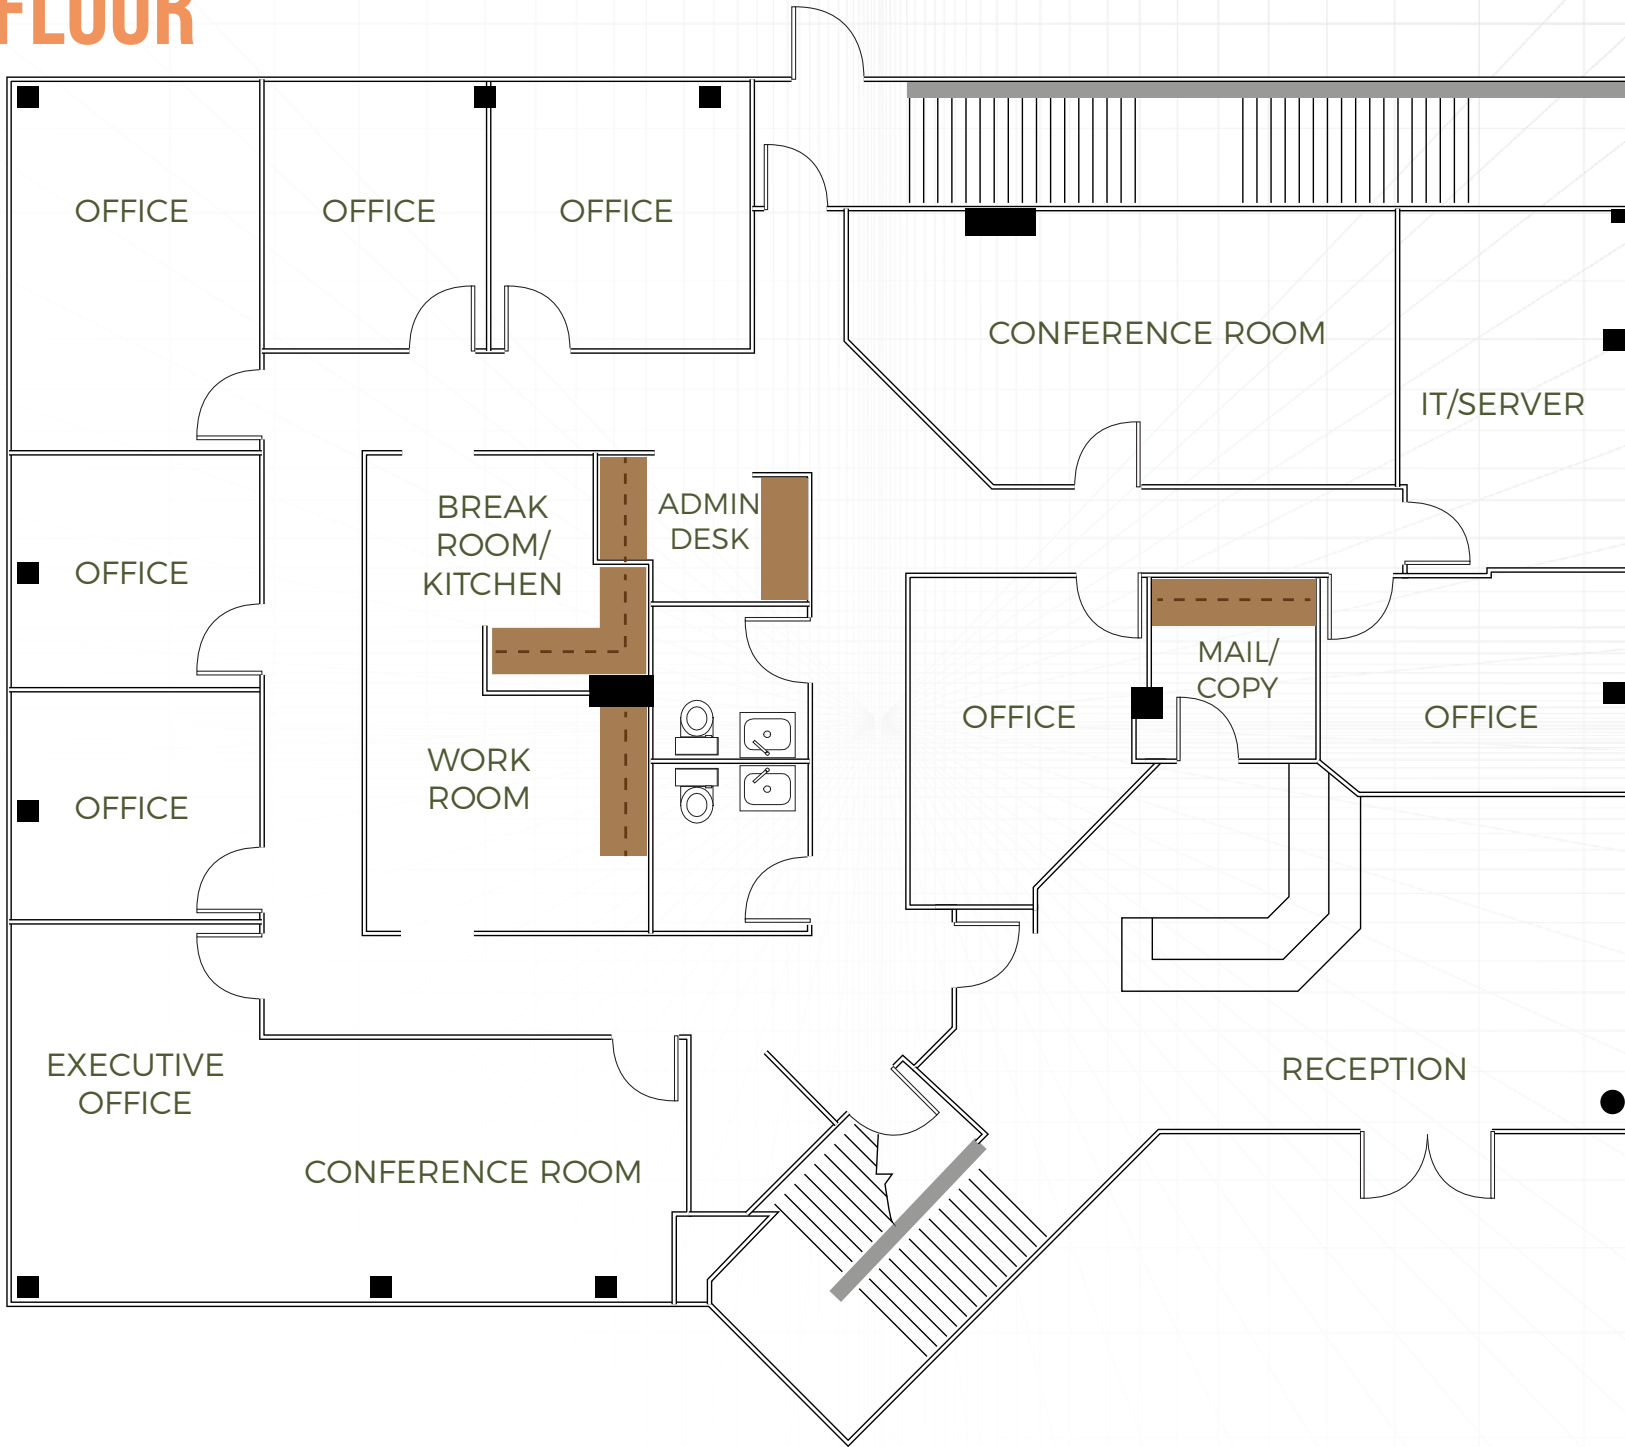 FLOOR
OFFICE
OFFICE
OFFICE
CONFERENCE ROOM
IT/SERVER
BREAK
ROOM/
KITCHEN
ADMIN
DESK
OFFICE
MAIL/
COPY
OFFICE
OFFICE
WORK
ROOM
OFFICE
EXECUTIVE
OFFICE
RECEPTION
CONFERENCE ROOM